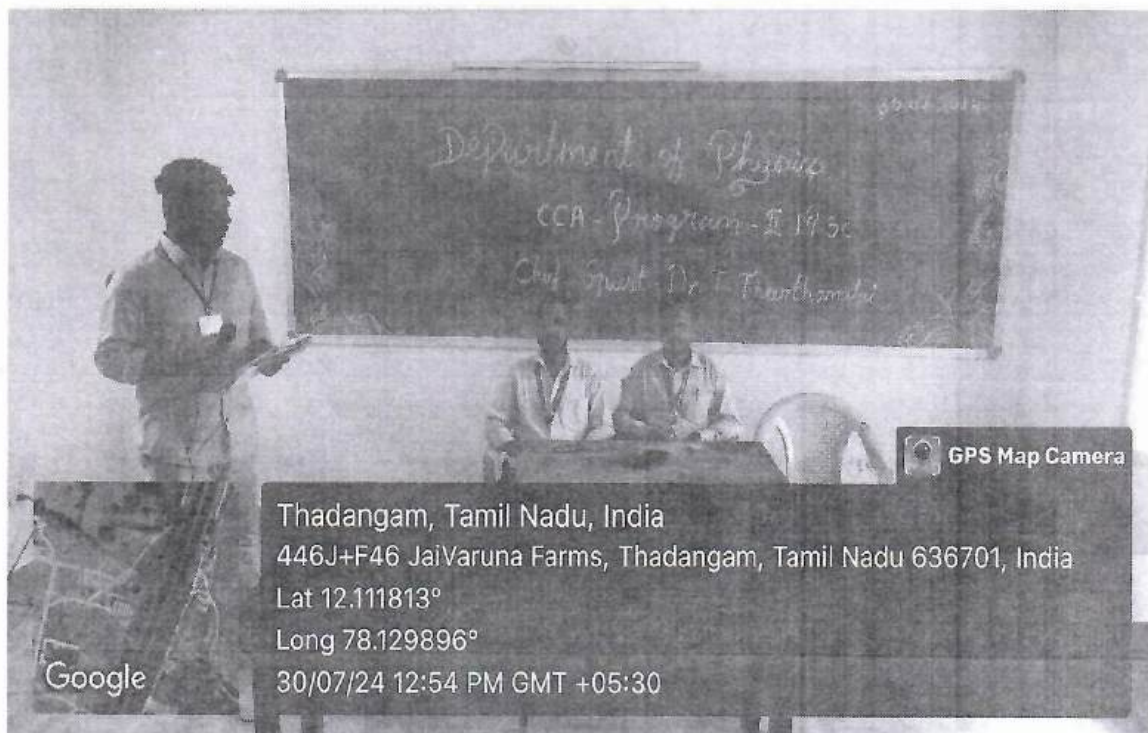 Department of Physics
CCA - Program - II
Chief Guest Dr. T.
GPS Map Camera
Thadangam, Tamil Nadu, India
446J+F46 JaiVaruna Farms, Thadangam, Tamil Nadu 636701, India
Lat 12.111813°
Long 78.129896°
30/07/24 12:54 PM GMT +05:30
Google